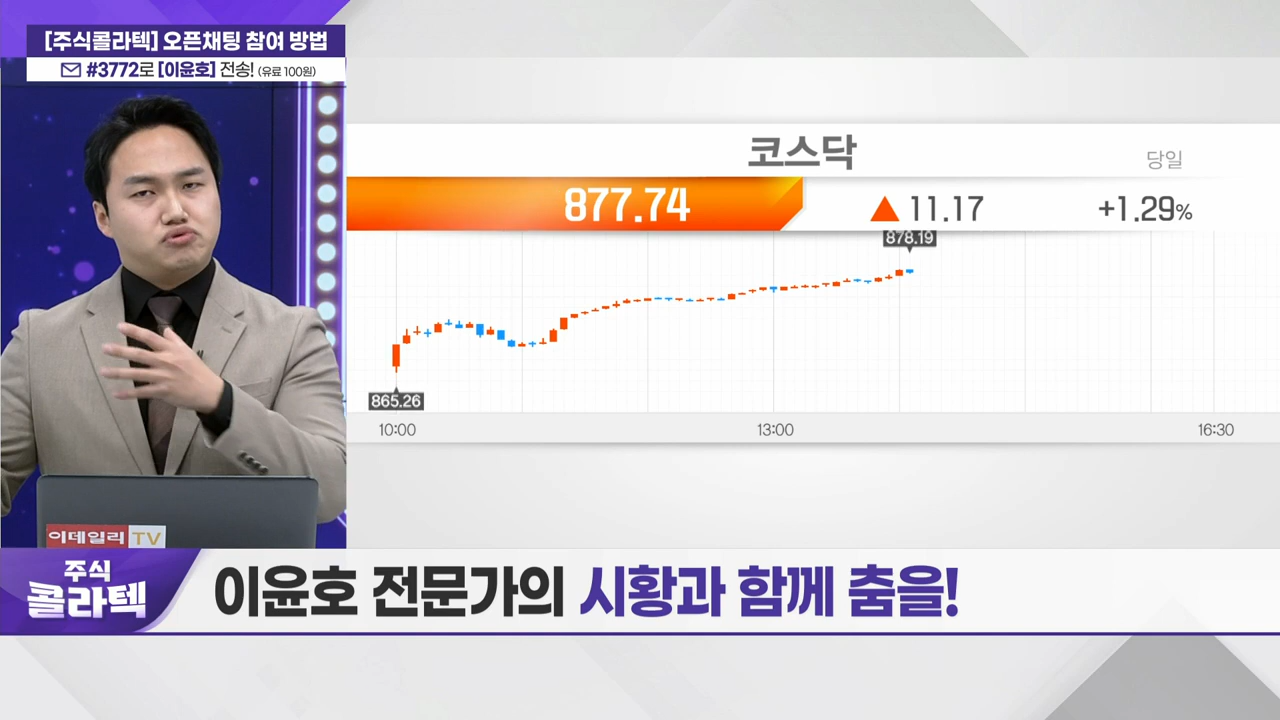 [주식콜라텍] 오픈채팅 참여 방법
#3772로 [이윤호] 전송! (유료 100원)
코스닥
당일
877.74 ▲ 11.17 +1.29%
878.19
865.26
10:00 13:00 16:30
이데일리 TV
주식
콜라텍
이윤호 전문가의 시황과 함께 춤을!